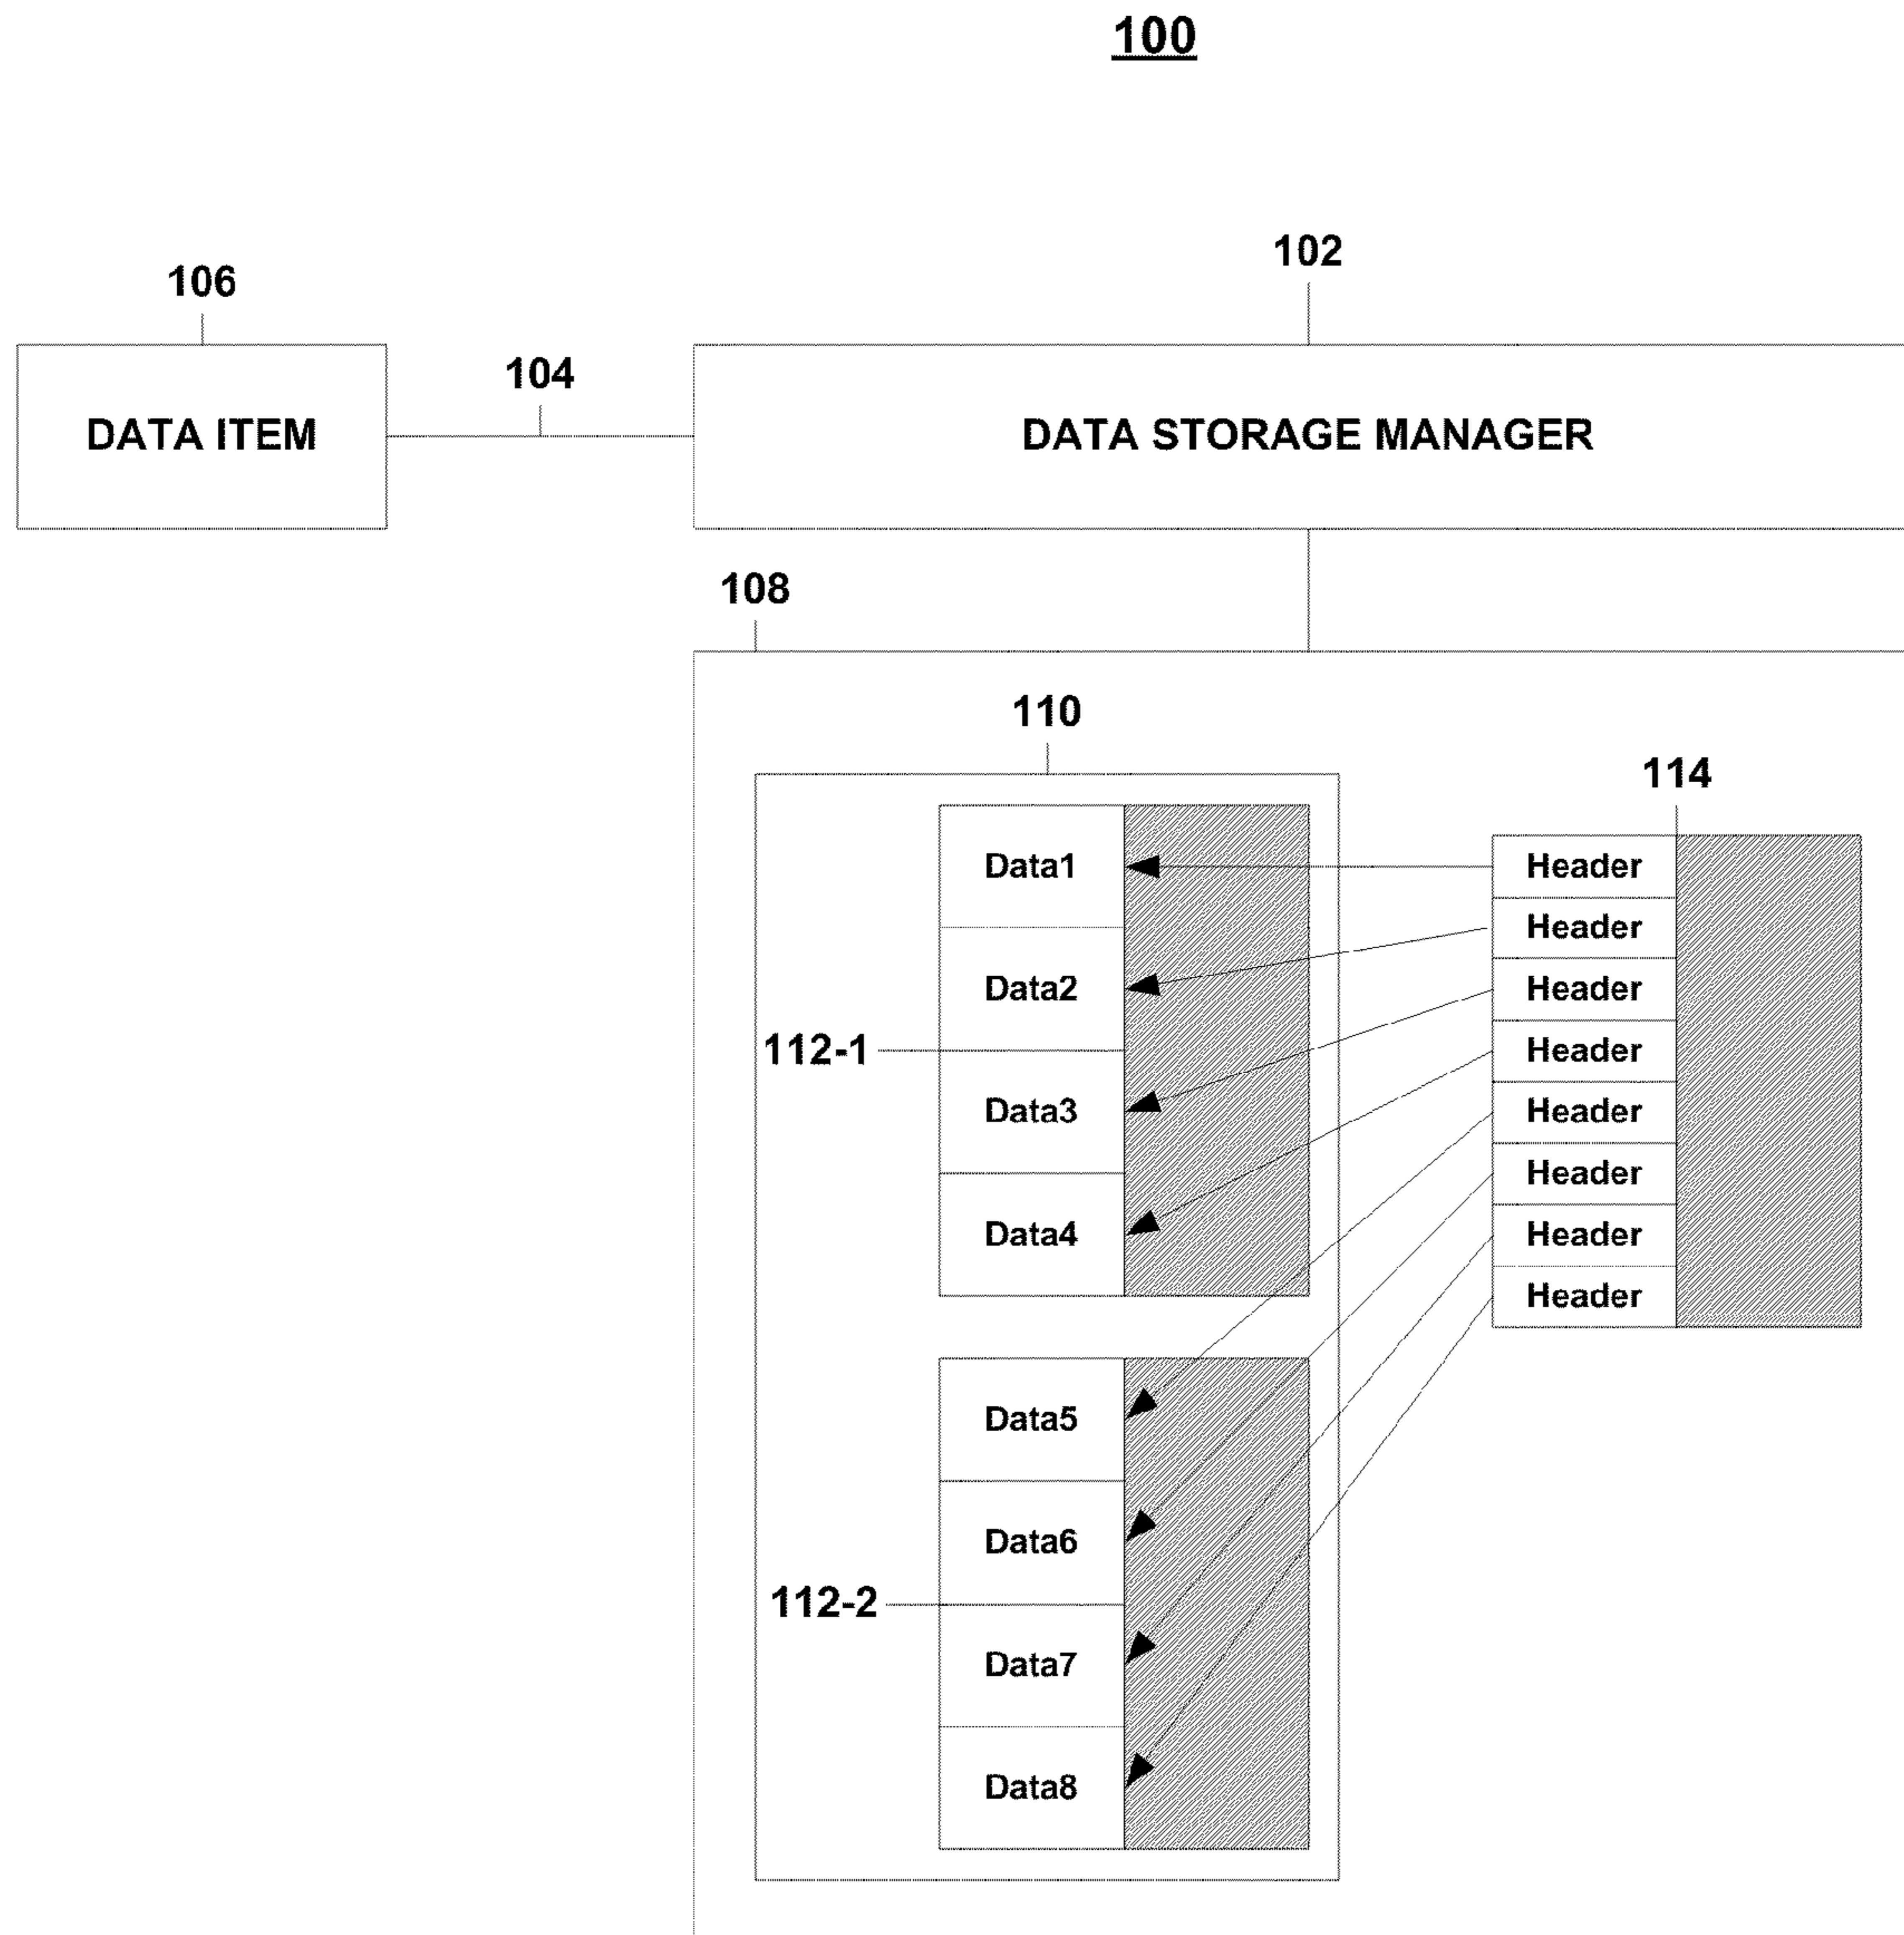 100
102
106
104
DATA ITEM
DATA STORAGE MANAGER
108
110
114
Data1
Header
Data2
Header
Header
112-1
Header
Data3
Header
Header
Data4
Header
Header
Data5
Data6
112-2
Data7
Data8